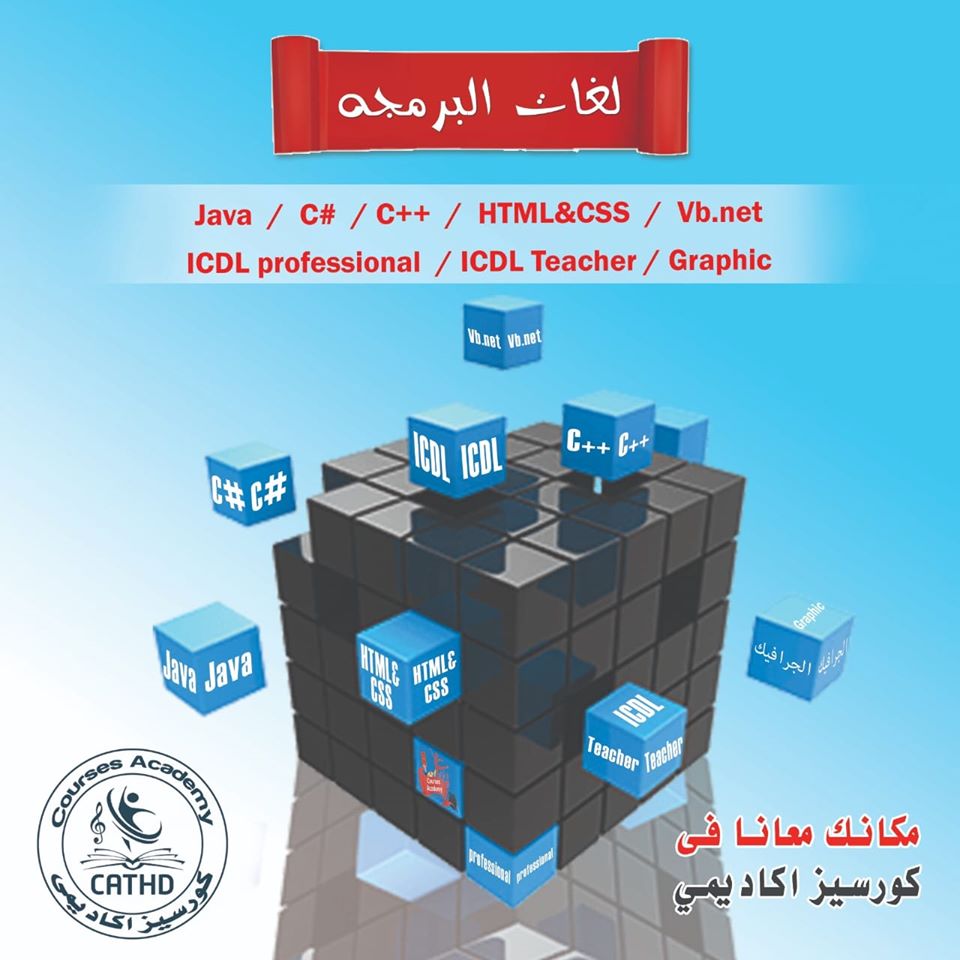 لغات البرمجه
Java / C# / C++ / HTML&CSS / Vb.net
ICDL professional / ICDL Teacher / Graphic
Vb.net Vb.net
ICDL ICDL
C++ C++
C# C#
Java Java
HTML& CSS
HTML& CSS
Graphic
الجرافيك الجرافيك
ICDL
Teacher Teacher
Courses
Academy
professional professional
Courses Academy
CATHD
كورسيز اكاديمي
مكانك معانا فى
كورسيز اكاديمي